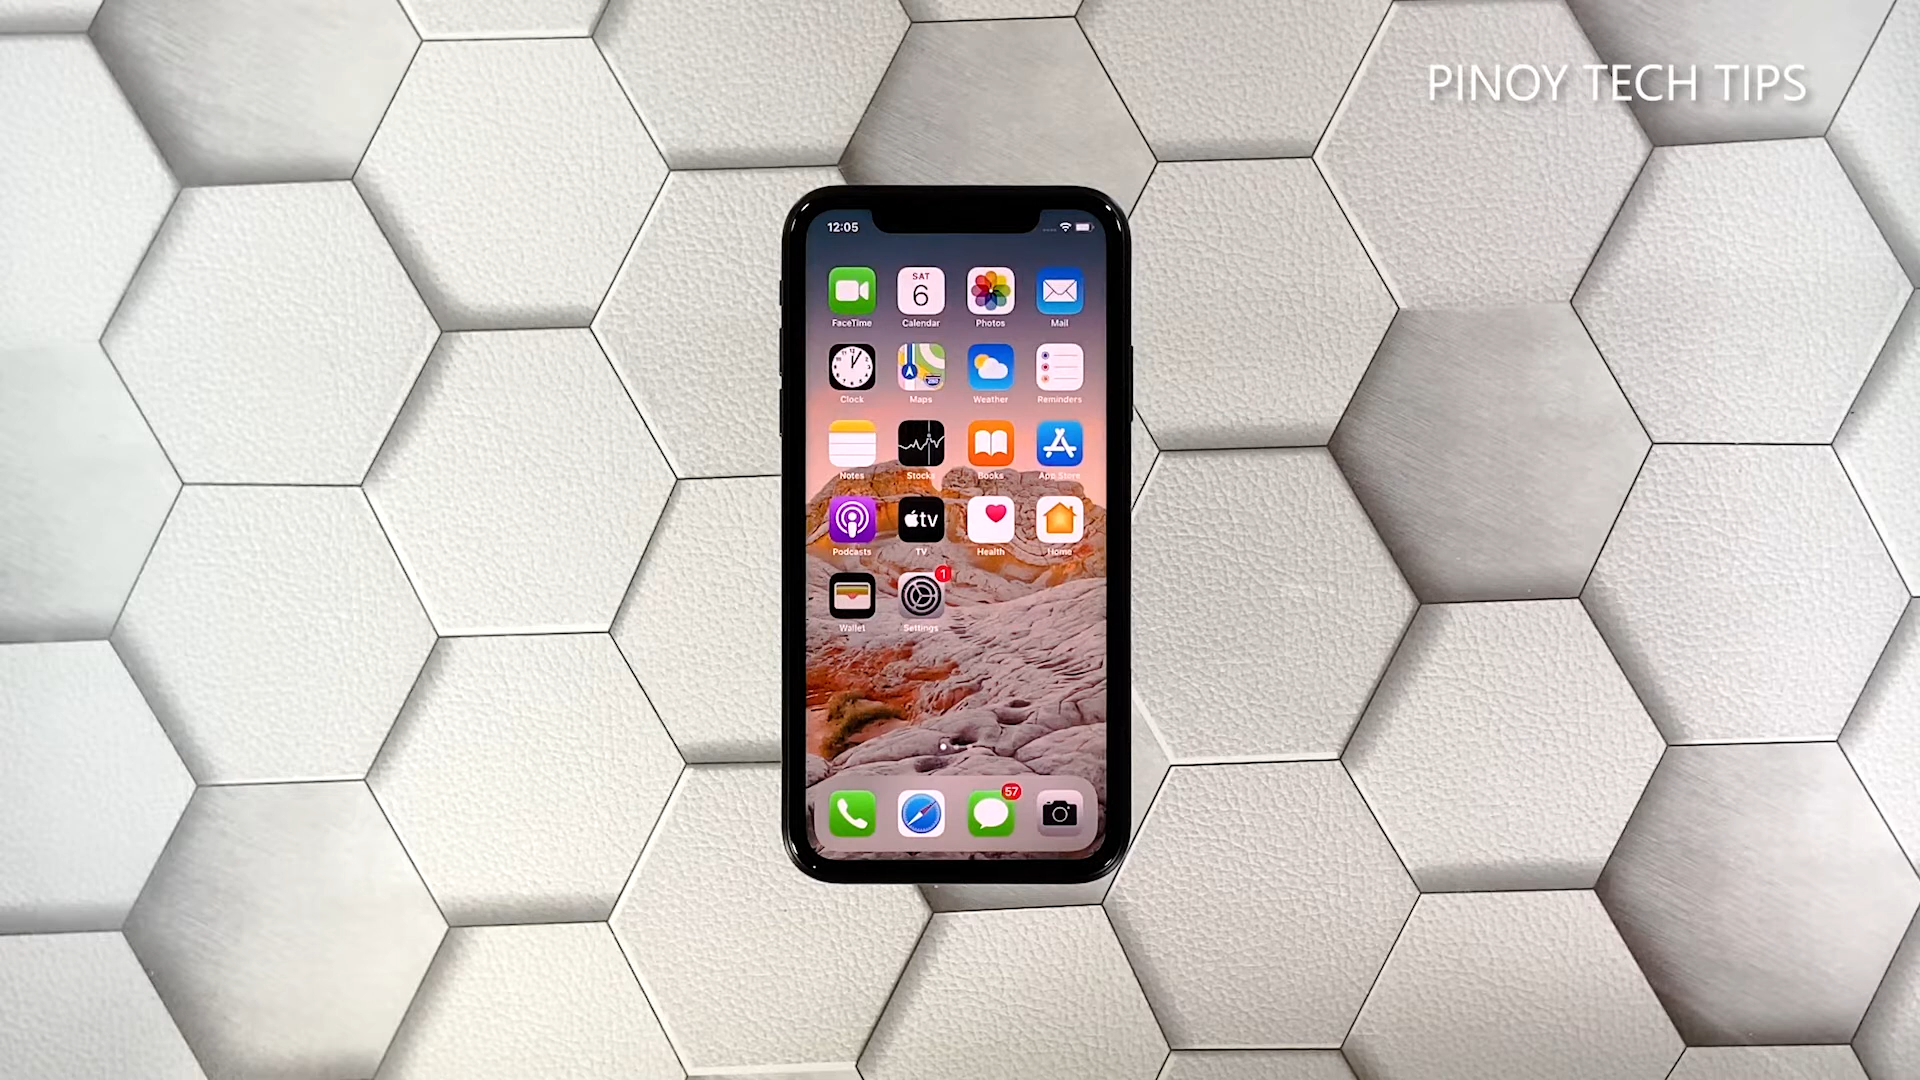 PINOY TECH TIPS
12:05
SAT
6
FaceTime
Calendar
Photos
Mail
Clock
Maps
Weather
Reminders
Notes
Stocks
Books
App Store
tv
Podcasts
TV
Health
Home
1
Wallet
Settings
57